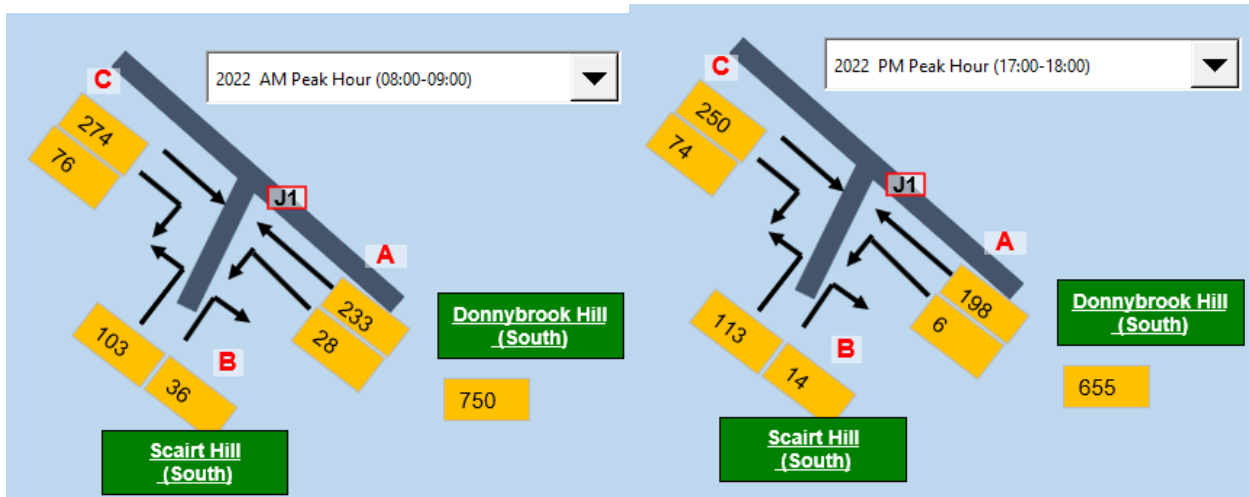 2022 AM Peak Hour (08:00-09:00)
C
274
76
J1
A
233
28
103
36
B
Donnybrook Hill
(South)
750
Scairt Hill
(South)
2022 PM Peak Hour (17:00-18:00)
C
250
74
J1
A
198
6
113
14
B
Donnybrook Hill
(South)
655
Scairt Hill
(South)